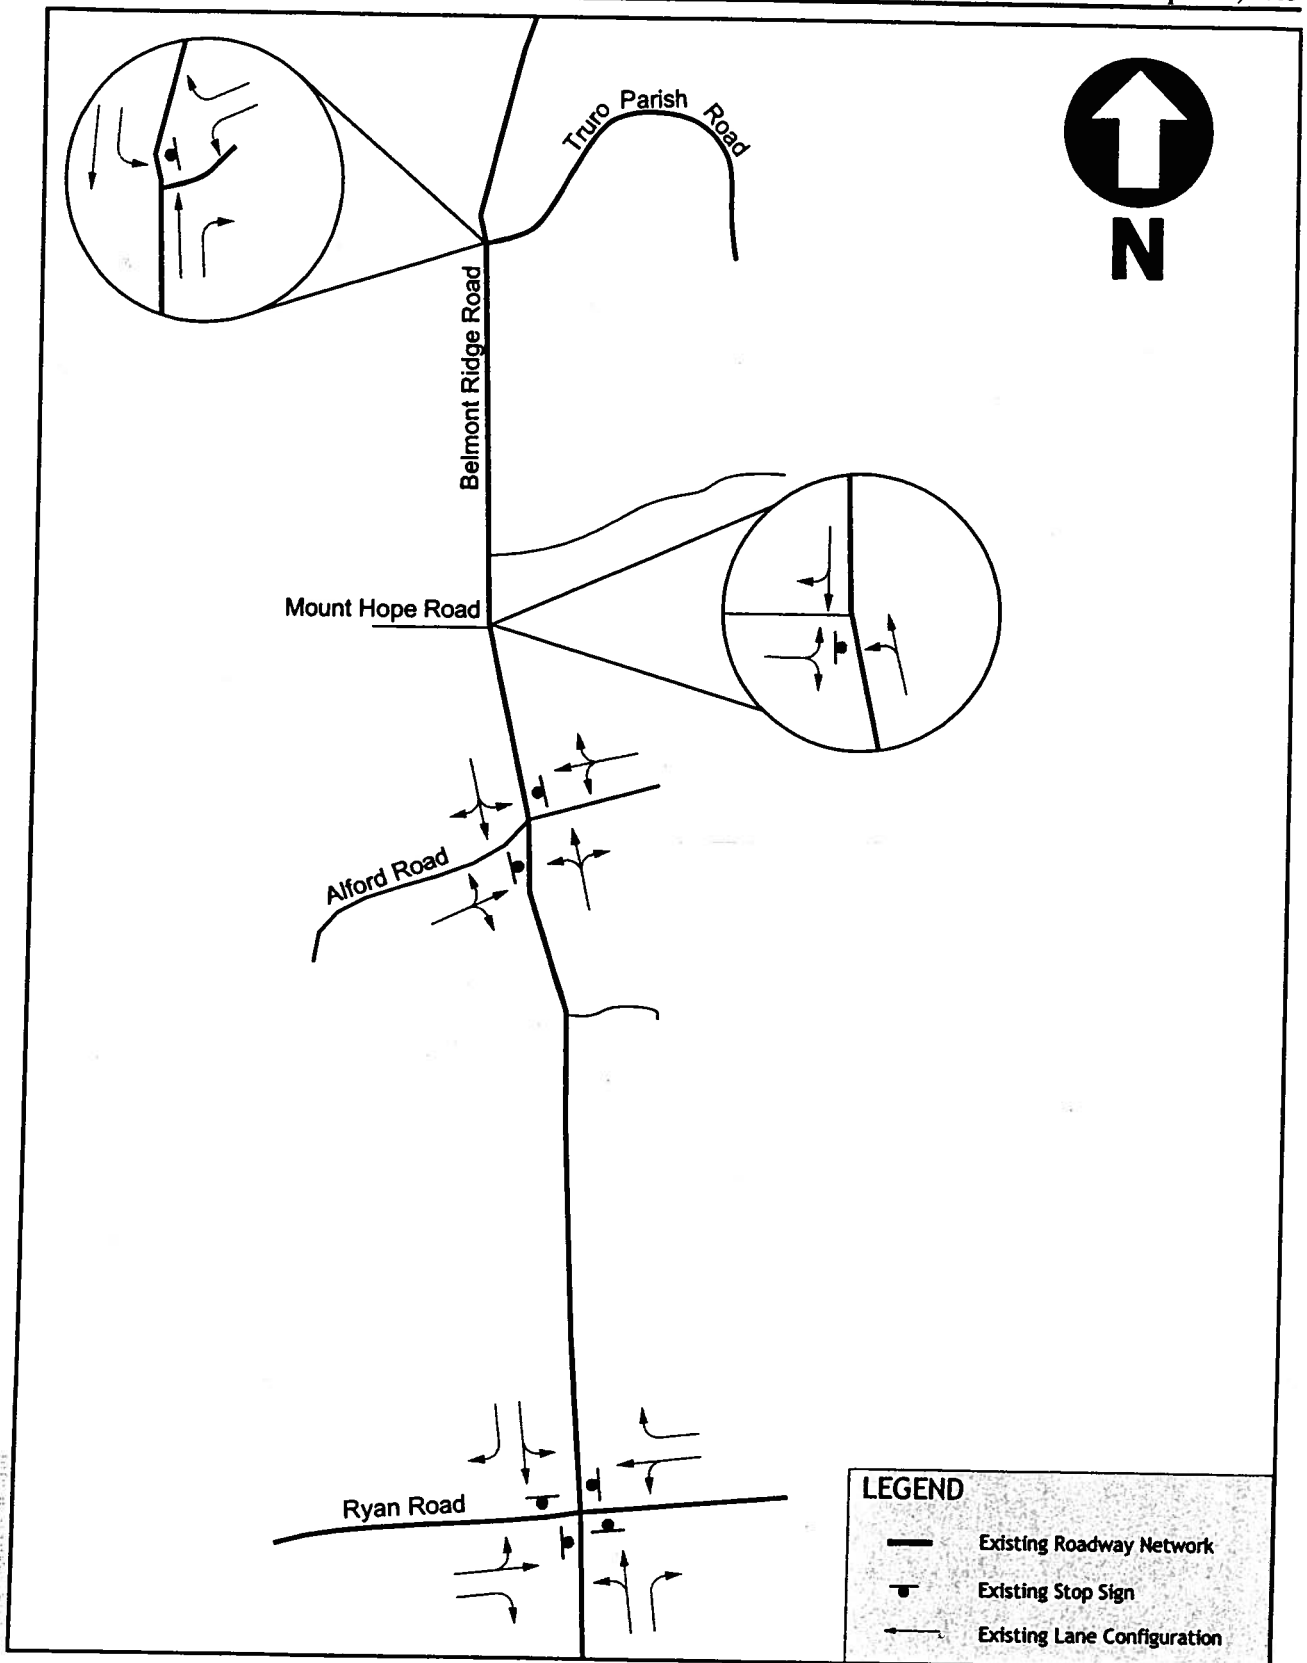 Truro Parish Road
N
Belmont Ridge Road
Mount Hope Road
Alford Road
Ryan Road
LEGEND
Existing Roadway Network
Existing Stop Sign
Existing Lane Configuration